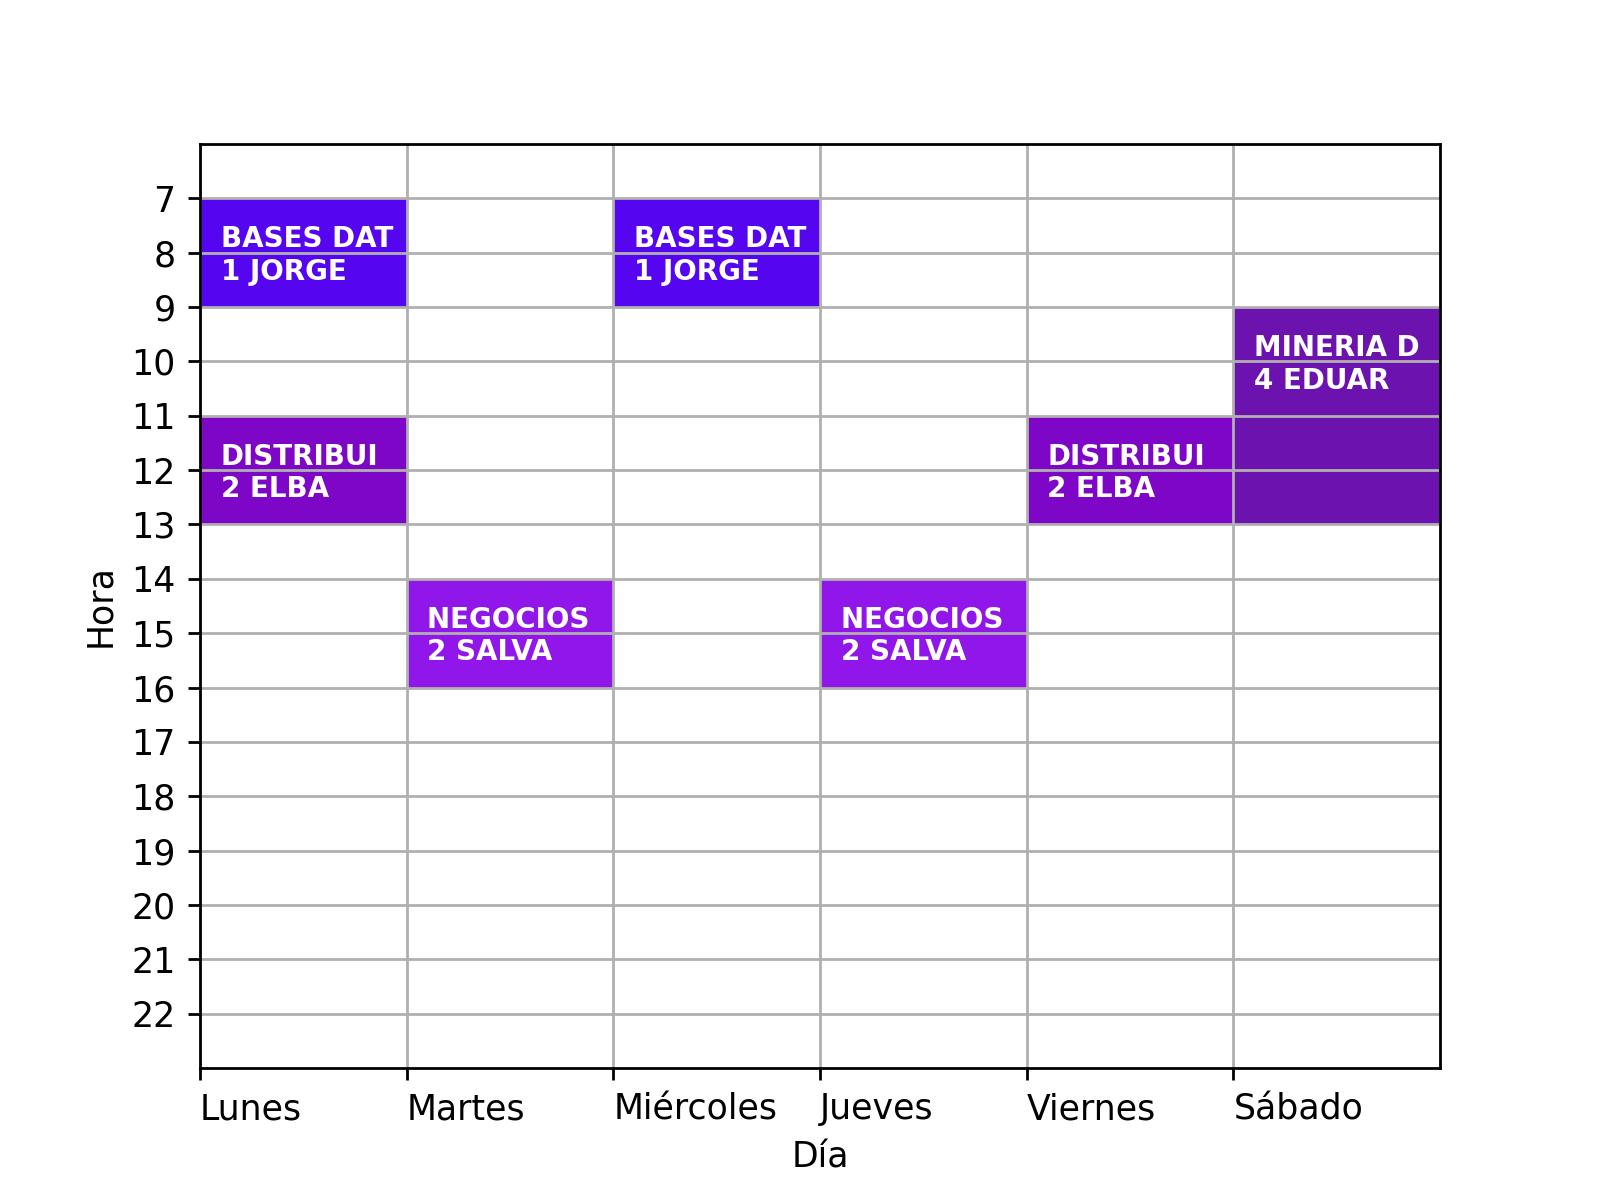 7
BASES DAT
1 JORGE
BASES DAT
1 JORGE
8
9
MINERIA D
4 EDUAR
10
11
DISTRIBUI
2 ELBA
DISTRIBUI
2 ELBA
12
13
Hora
14
NEGOCIOS
2 SALVA
NEGOCIOS
2 SALVA
15
16
17
18
19
20
21
22
Lunes
Martes
Miércoles
Jueves
Viernes
Sábado
Día